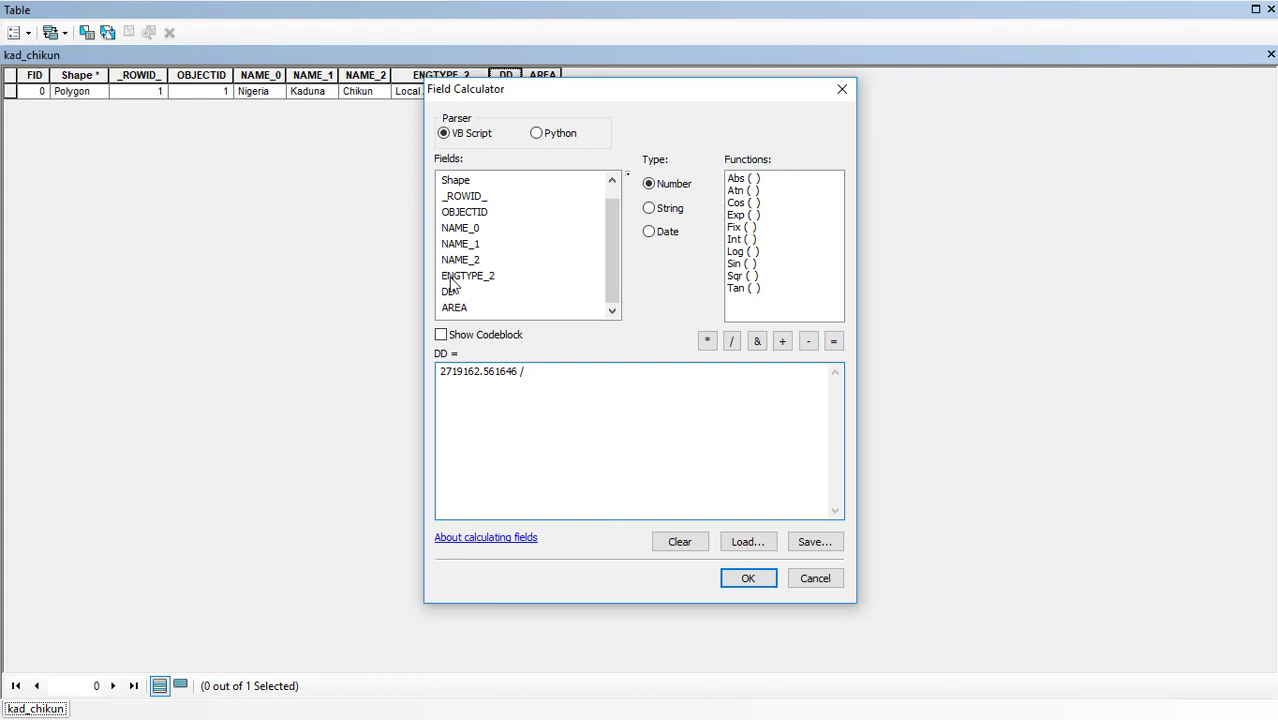 Table
kad_chikun
FID Shape * _ROWID_ OBJECTID NAME_0 NAME_1 NAME_2 ENGTYPE_2 DD AREA
0 Polygon 1 1 Nigeria Kaduna Chikun Local
Field Calculator
Parser
VB Script Python
Fields:
Shape
_ROWID_
OBJECTID
NAME_0
NAME_1
NAME_2
ENGTYPE_2
DD
AREA
Type:
Number
String
Date
Functions:
Abs ( )
Atn ( )
Cos ( )
Exp ( )
Fix ( )
Int ( )
Log ( )
Sin ( )
Sqr ( )
Tan ( )
Show Codeblock
* / & + - =
DD =
2719162.561646 /
About calculating fields
Clear Load... Save...
OK Cancel
0 (0 out of 1 Selected)
kad_chikun